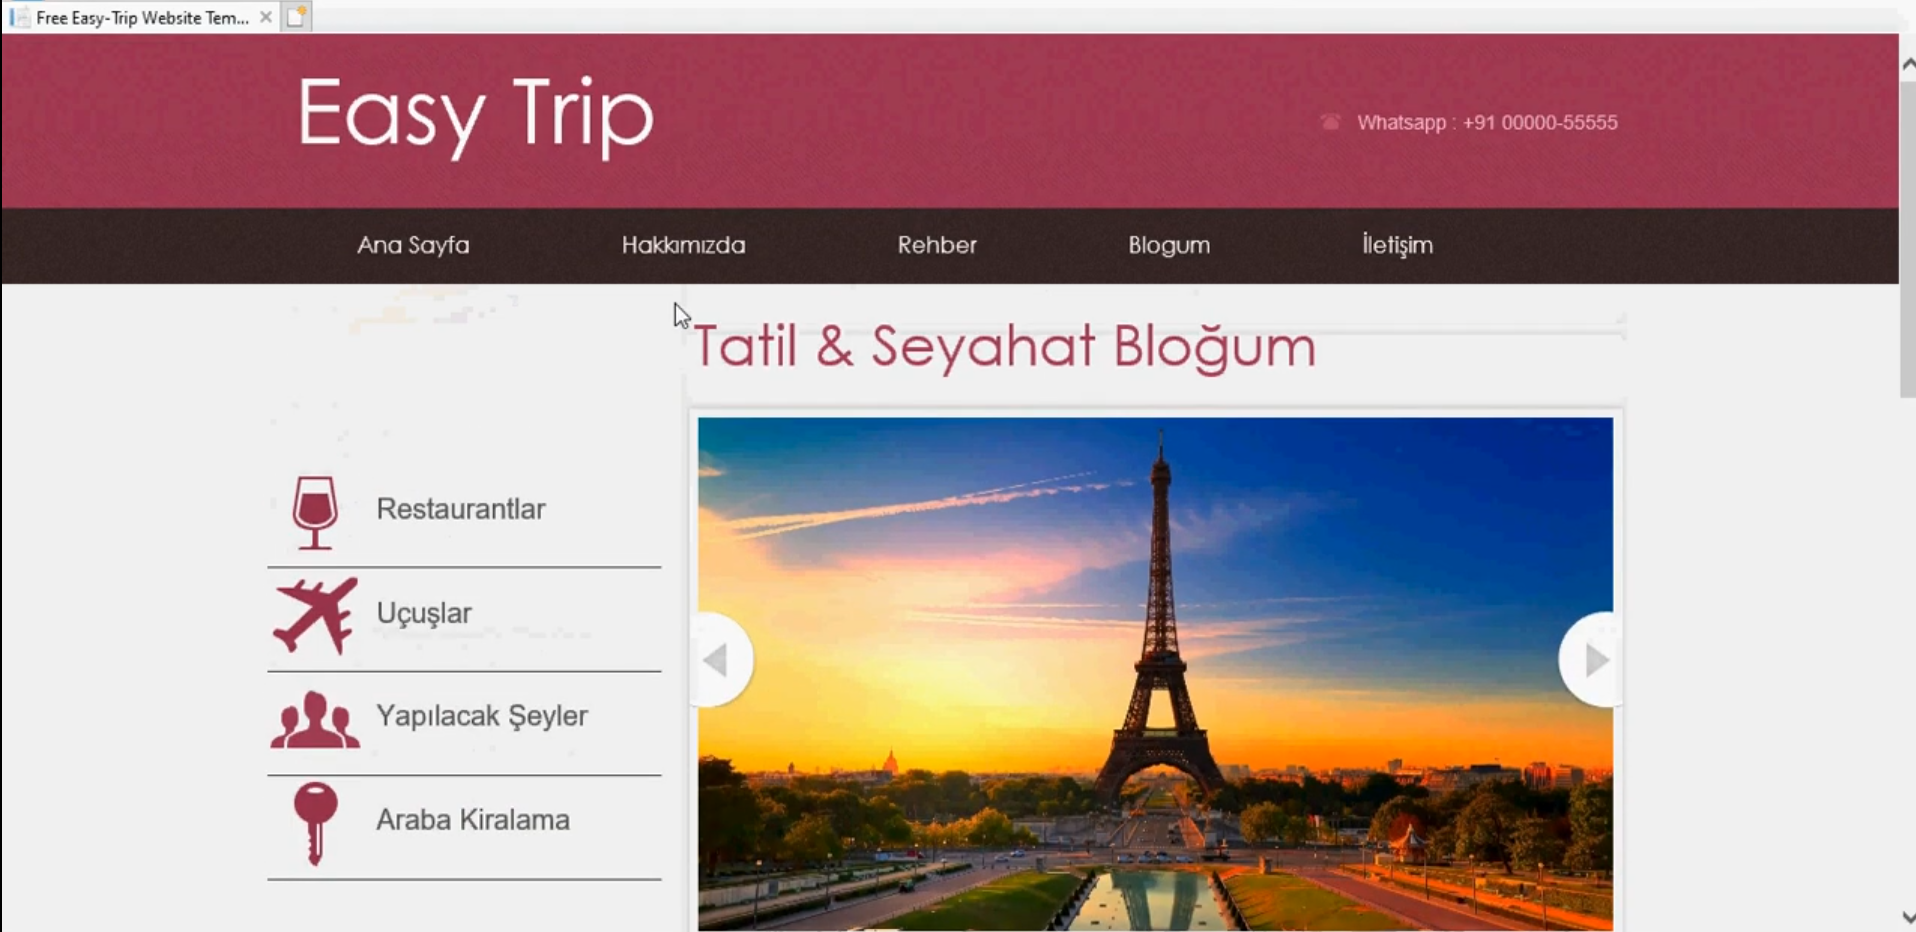 Free Easy-Trip Website Tem...
Easy Trip
Whatsapp : +91 00000-55555
Ana Sayfa
Hakkımızda
Rehber
Blogum
İletişim
Tatil & Seyahat Bloğum
Restaurantlar
Uçuşlar
Yapılacak Şeyler
Araba Kiralama